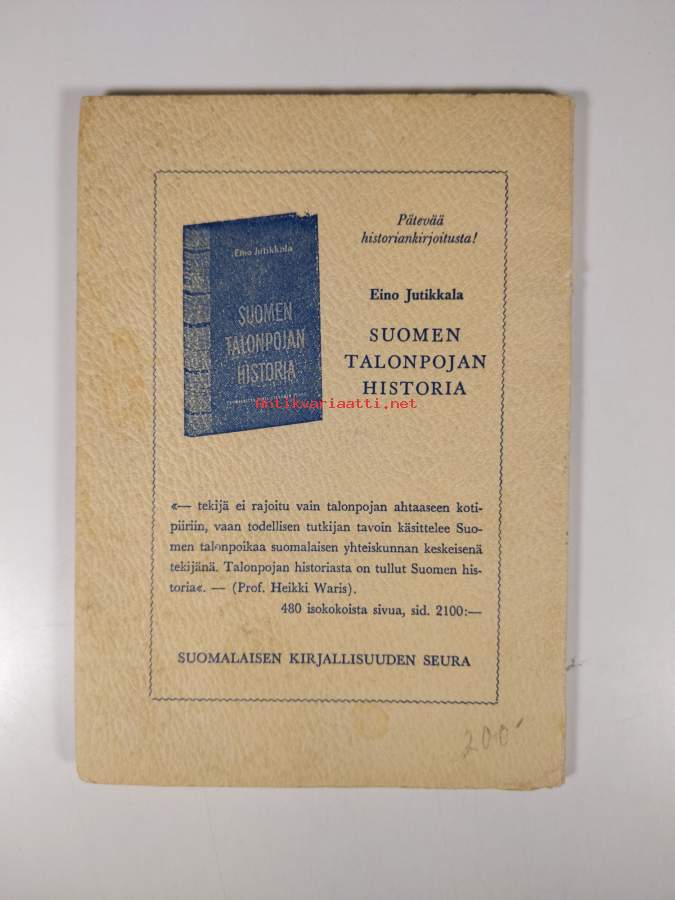 Pätevää
historiankirjoitusta!
Eino Jutikkala
SUOMEN
TALONPOJAN
HISTORIA
Eino Jutikkala
SUOMEN
TALONPOJAN
HISTORIA
Antikvariaatti.net
«— tekijä ei rajoitu vain talonpojan ahtaaseen koti-
piiriin, vaan todellisen tutkijan tavoin käsittelee Suo-
men talonpoikaa suomalaisen yhteiskunnan keskeisenä
tekijänä. Talonpojan historiasta on tullut Suomen his-
toria«. — (Prof. Heikki Waris).
480 isokokoista sivua, sid. 2100:—
SUOMALAISEN KIRJALLISUUDEN SEURA
200